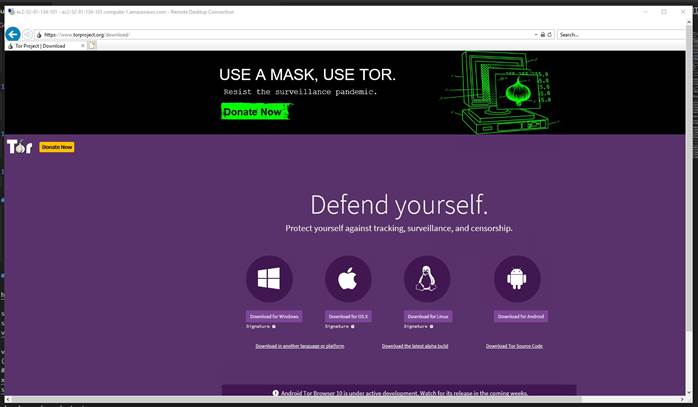 ec2-52-81-134-101 - ec2-52-81-134-101.compute-1.amazonaws.com - Remote Desktop Connection
https://www.torproject.org/download/
Search...
Tor Project | Download
USE A MASK, USE TOR.
Resist the surveillance pandemic.
Donate Now
Tor
Donate Now
Defend yourself.
Protect yourself against tracking, surveillance, and censorship.
Download for Windows
Download for OS X
Download for Linux
Download for Android
Signature
Signature
Signature
Download in another language or platform
Download the latest alpha build
Download Tor Source Code
Android Tor Browser 10 is under active development. Watch for its release in the coming weeks.